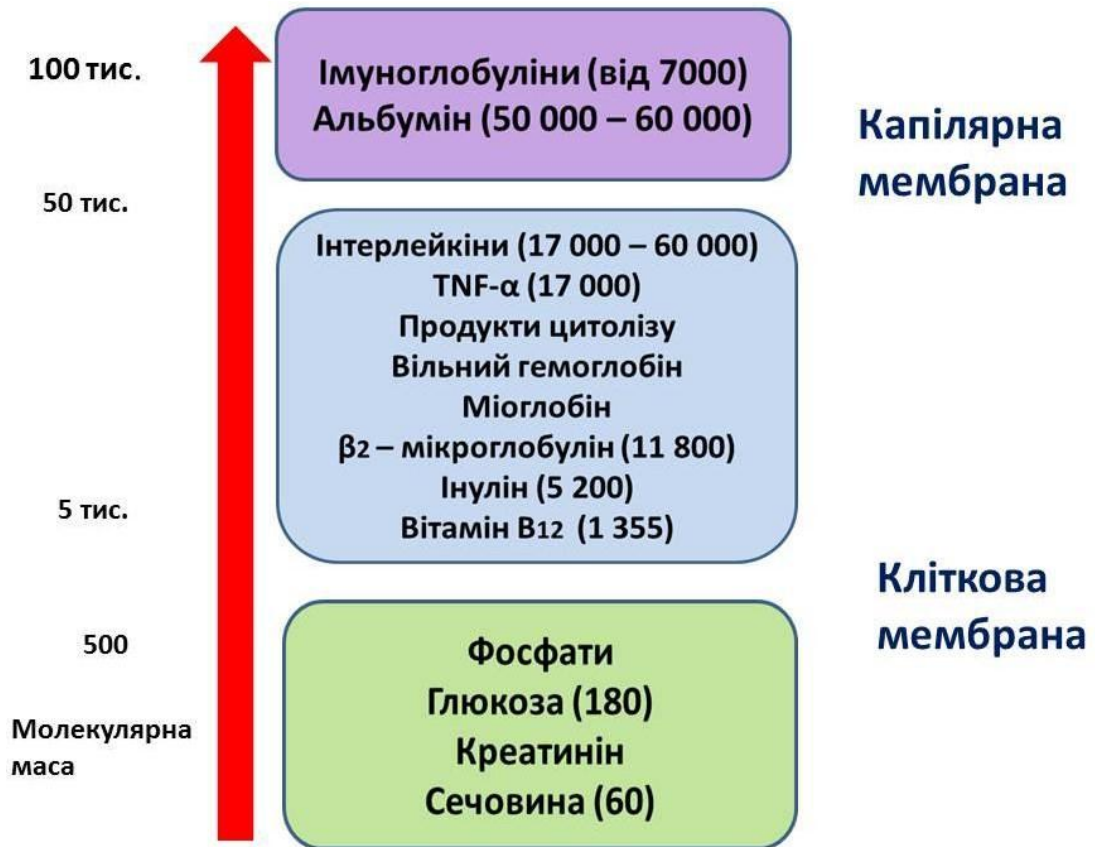 100 тис.
Імуноглобуліни (від 7000)
Альбумін (50 000 – 60 000)
Капілярна
мембрана
50 тис.
Інтерлейкіни (17 000 – 60 000)
TNF-α (17 000)
Продукти цитолізу
Вільний гемоглобін
Міоглобін
β2 – мікроглобулін (11 800)
5 тис.
Інулін (5 200)
Вітамін B12 (1 355)
Кліткова
мембрана
500
Фосфати
Глюкоза (180)
Креатинін
Сечовина (60)
Молекулярна
маса